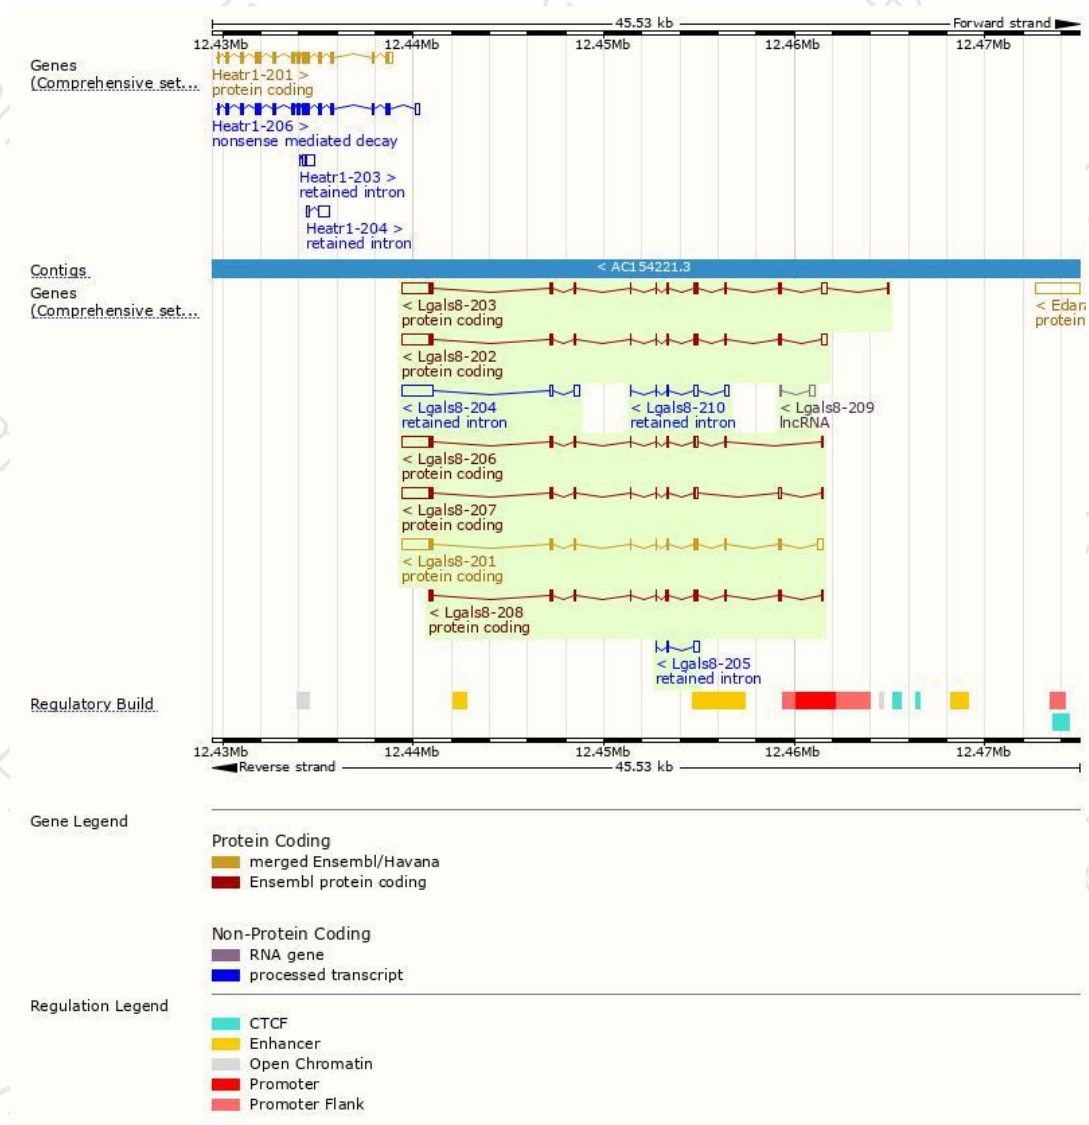 45.53 kb
Forward strand
12.43Mb 12.44Mb 12.45Mb 12.46Mb 12.47Mb
Genes
(Comprehensive set...
Heatr1-201 >
protein coding
Heatr1-206 >
nonsense mediated decay
Heatr1-203 >
retained intron
Heatr1-204 >
retained intron
Contigs
< AC154221.3
Genes
(Comprehensive set...
< Lgals8-203
protein coding
< Edar
protein
< Lgals8-202
protein coding
< Lgals8-204
retained intron
< Lgals8-210
retained intron
< Lgals8-209
lncRNA
< Lgals8-206
protein coding
< Lgals8-207
protein coding
< Lgals8-201
protein coding
< Lgals8-208
protein coding
< Lgals8-205
retained intron
Regulatory Build
12.43Mb 12.44Mb 12.45Mb 12.46Mb 12.47Mb
Reverse strand
45.53 kb
Gene Legend
Protein Coding
merged Ensembl/Havana
Ensembl protein coding
Non-Protein Coding
RNA gene
processed transcript
Regulation Legend
CTCF
Enhancer
Open Chromatin
Promoter
Promoter Flank